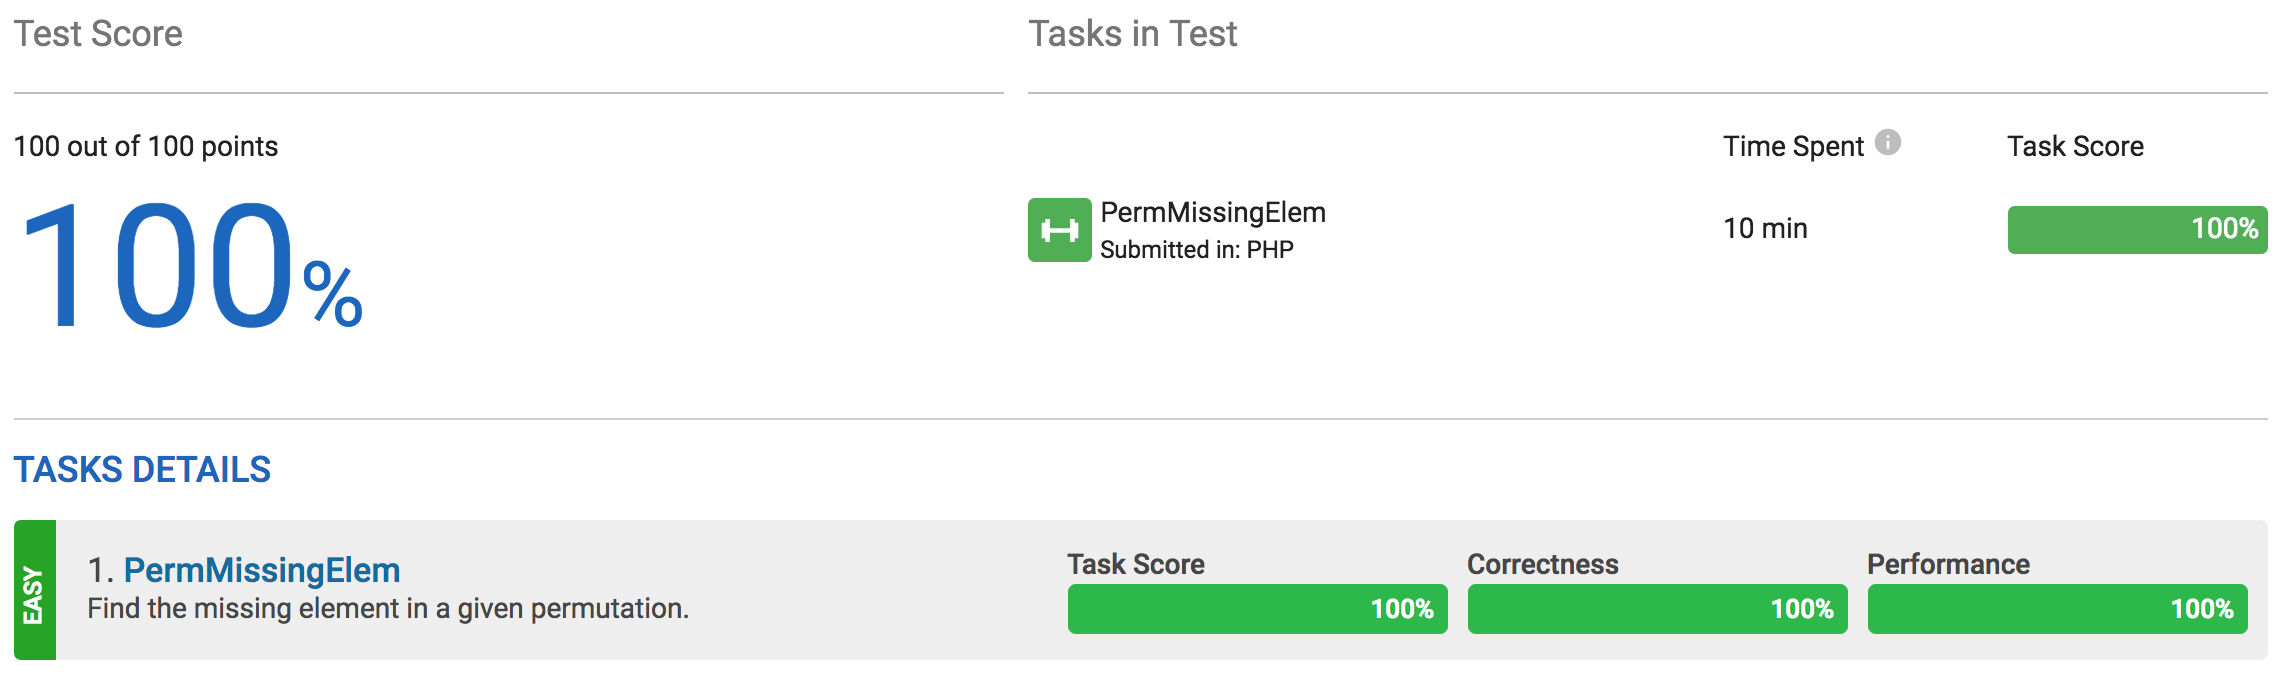 Test Score
Tasks in Test
100 out of 100 points
100%
Time Spent
Task Score
PermMissingElem
Submitted in: PHP
10 min
100%
TASKS DETAILS
EASY
1. PermMissingElem
Find the missing element in a given permutation.
Task Score
100%
Correctness
100%
Performance
100%